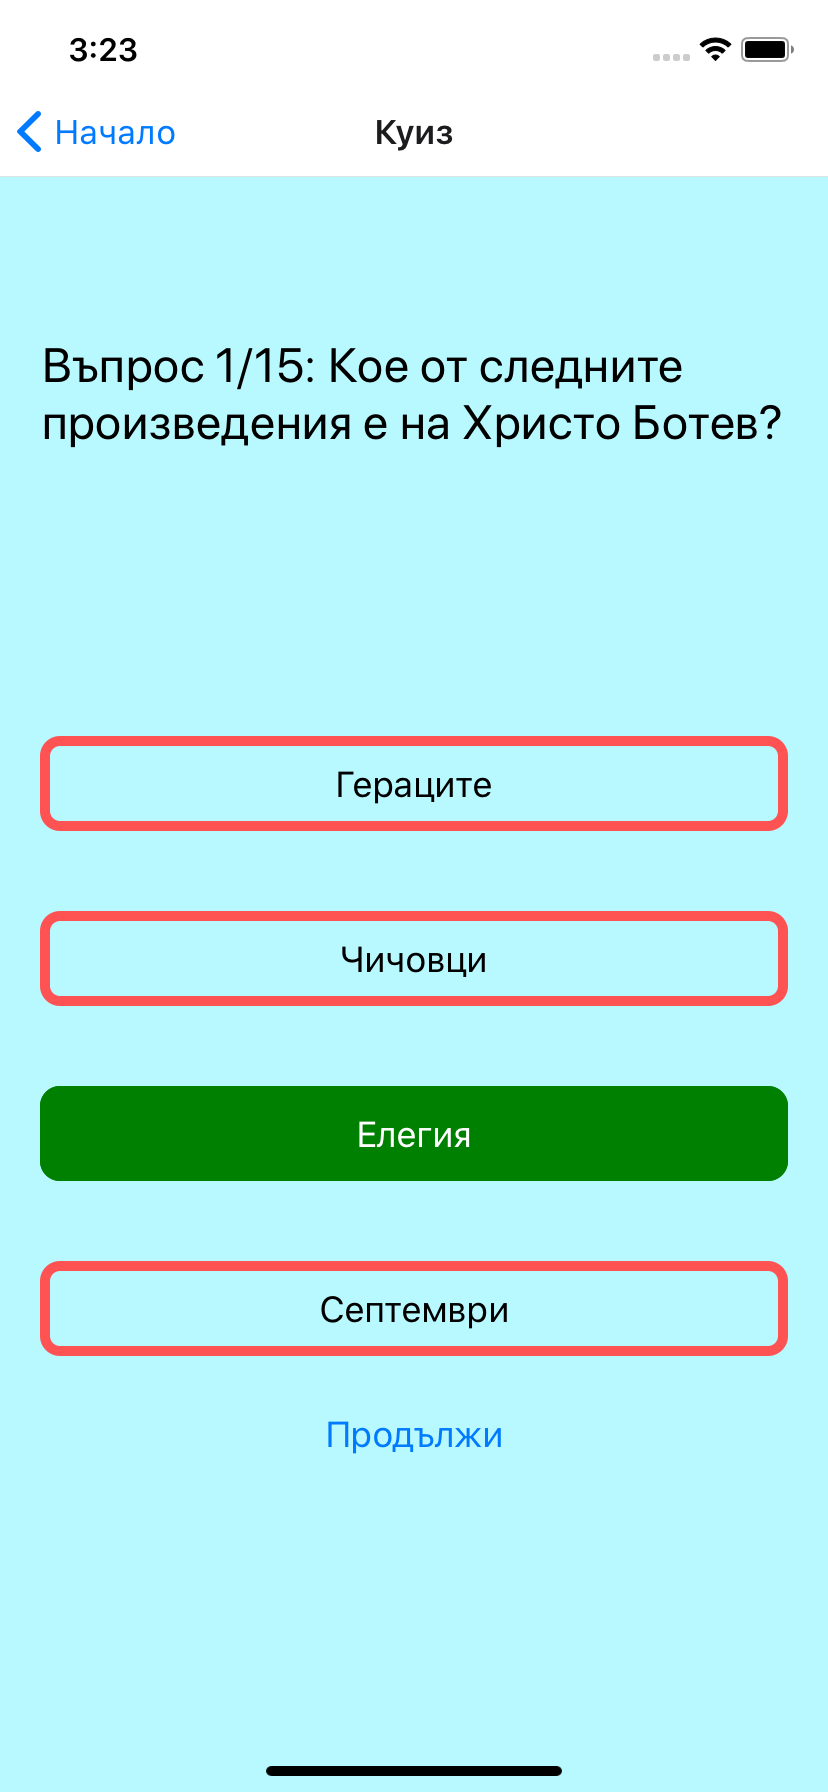 3:23
Начало
Куиз
Въпрос 1/15: Кое от следните
произведения е на Христо Ботев?
Гераците
Чичовци
Елегия
Септември
Продължи